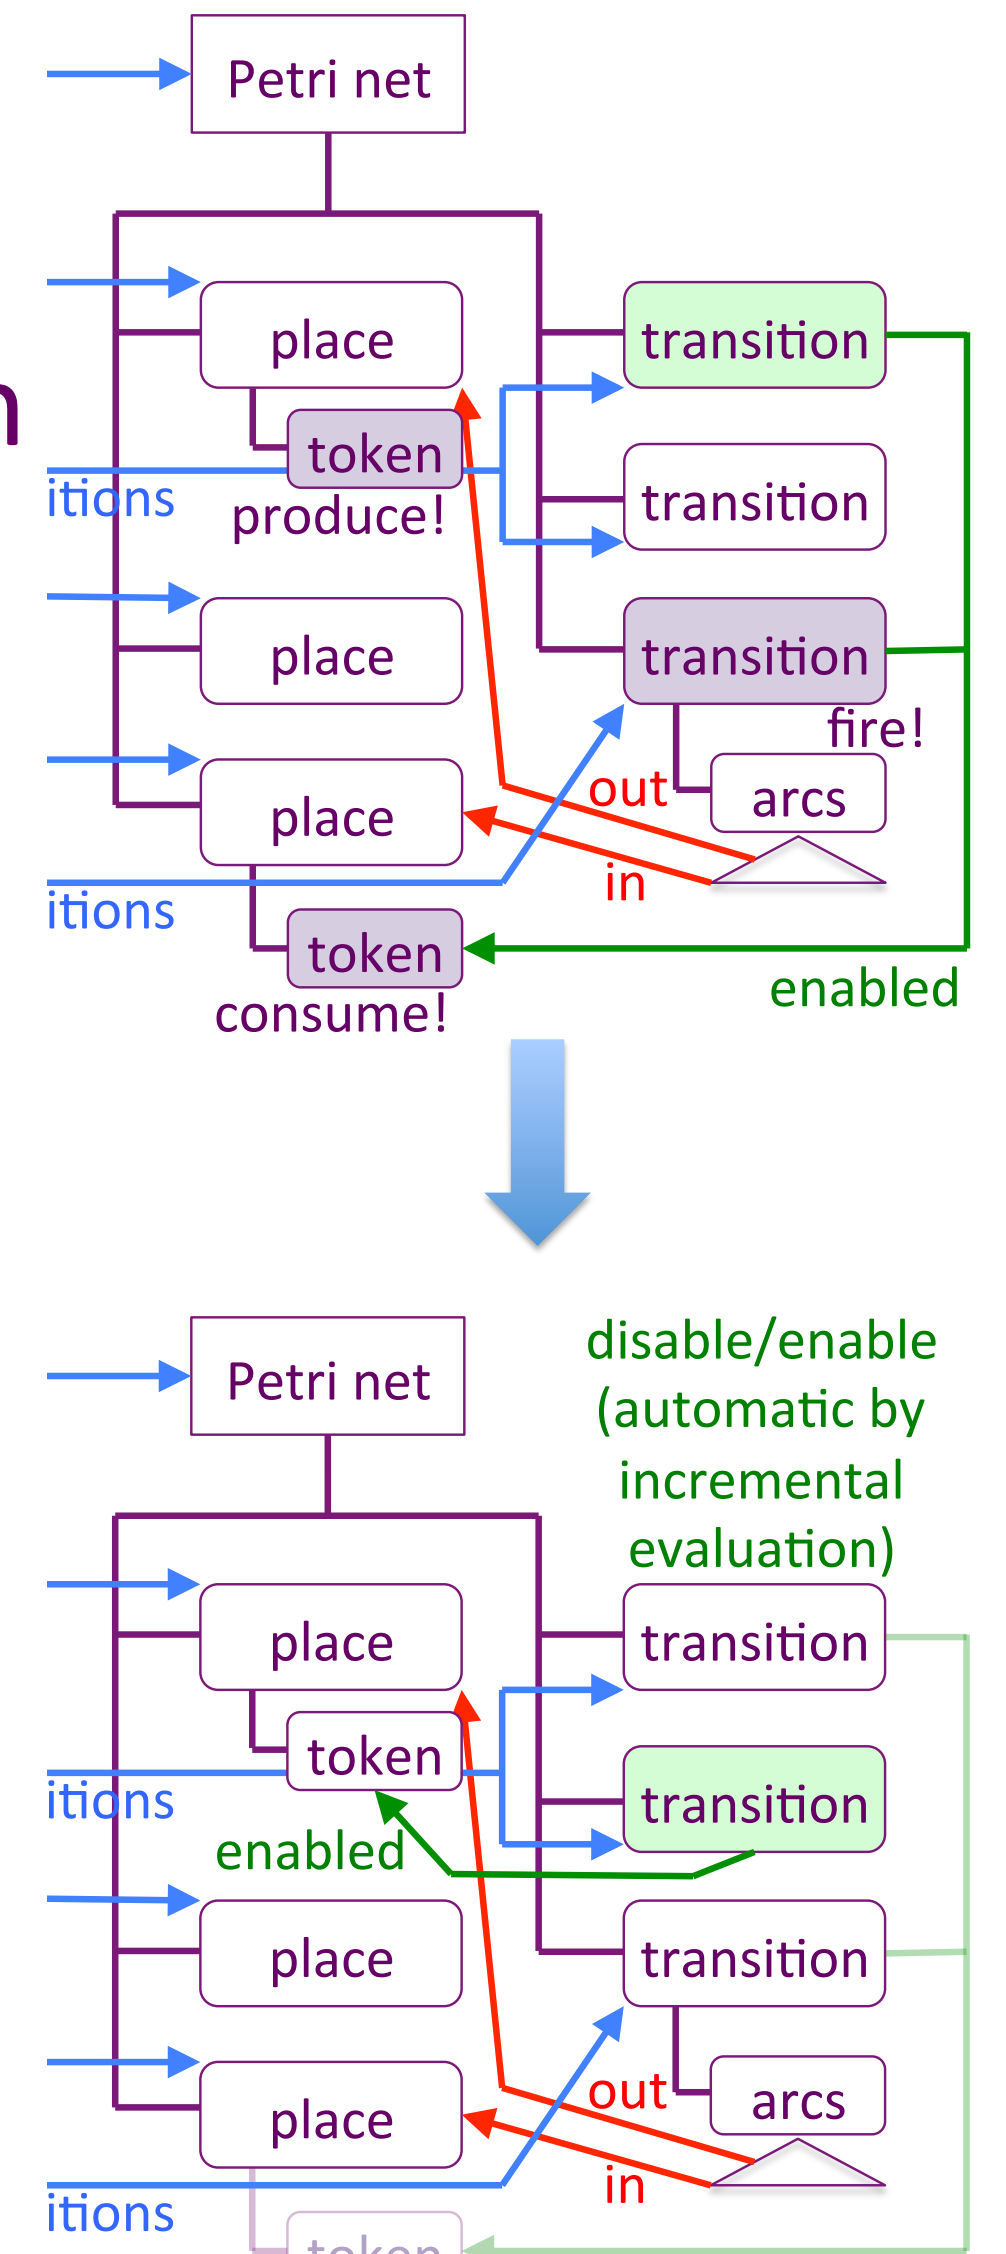 Petri net
place
transition
n
token
itions
produce!
transition
place
transition
fire!
place
out
arcs
in
itions
token
enabled
consume!
Petri net
disable/enable
(automatic by
incremental
evaluation)
place
transition
token
itions
transition
enabled
place
transition
place
out
arcs
in
itions
token